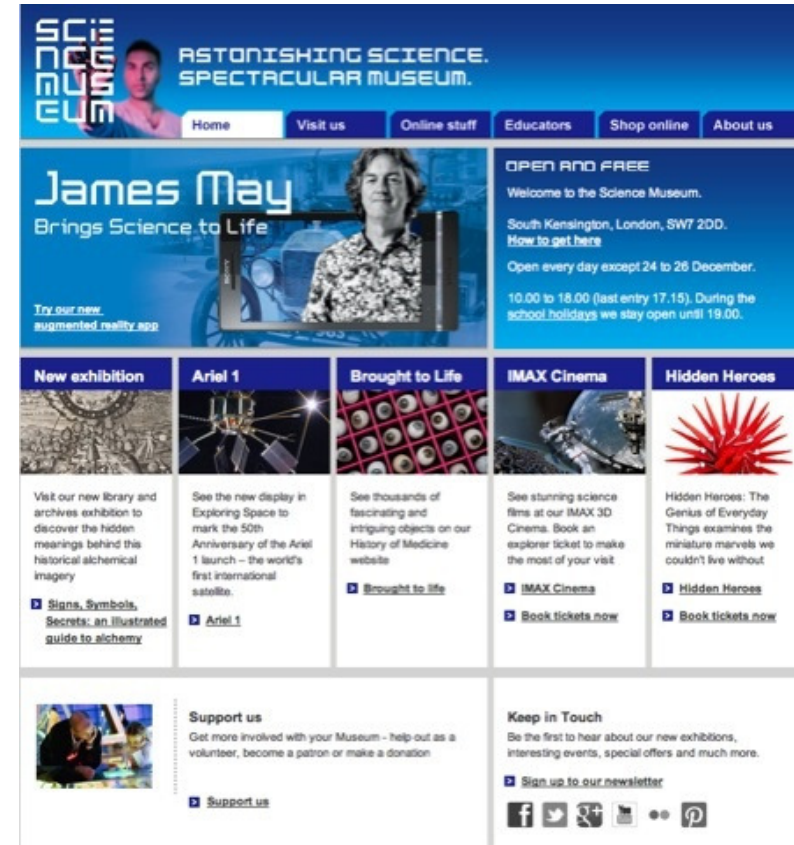 SCIE
NCE
MUS
EUM
ASTONISHING SCIENCE.
SPECTACULAR MUSEUM.
Home
Visit us
Online stuff
Educators
Shop online
About us
James May
Brings Science to Life
Try our new
augmented reality app
OPEN AND FREE
Welcome to the Science Museum.
South Kensington, London, SW7 2DD.
How to get here
Open every day except 24 to 26 December.
10.00 to 18.00 (last entry 17.15). During the
school holidays we stay open until 19.00.
New exhibition
Visit our new library and
archives exhibition to
discover the hidden
meanings behind this
historical alchemical
imagery
Signs, Symbols,
Secrets: an illustrated
guide to alchemy
Ariel 1
See the new display in
Exploring Space to
mark the 50th
Anniversary of the Ariel
1 launch – the world's
first international
satellite.
Ariel 1
Brought to Life
See thousands of
fascinating and
intriguing objects on our
History of Medicine
website
Brought to life
IMAX Cinema
See stunning science
films at our IMAX 3D
Cinema. Book an
explorer ticket to make
the most of your visit
IMAX Cinema
Book tickets now
Hidden Heroes
Hidden Heroes: The
Genius of Everyday
Things examines the
miniature marvels we
couldn't live without
Hidden Heroes
Book tickets now
Support us
Get more involved with your Museum - help out as a
volunteer, become a patron or make a donation
Support us
Keep in Touch
Be the first to hear about our new exhibitions,
interesting events, special offers and much more.
Sign up to our newsletter